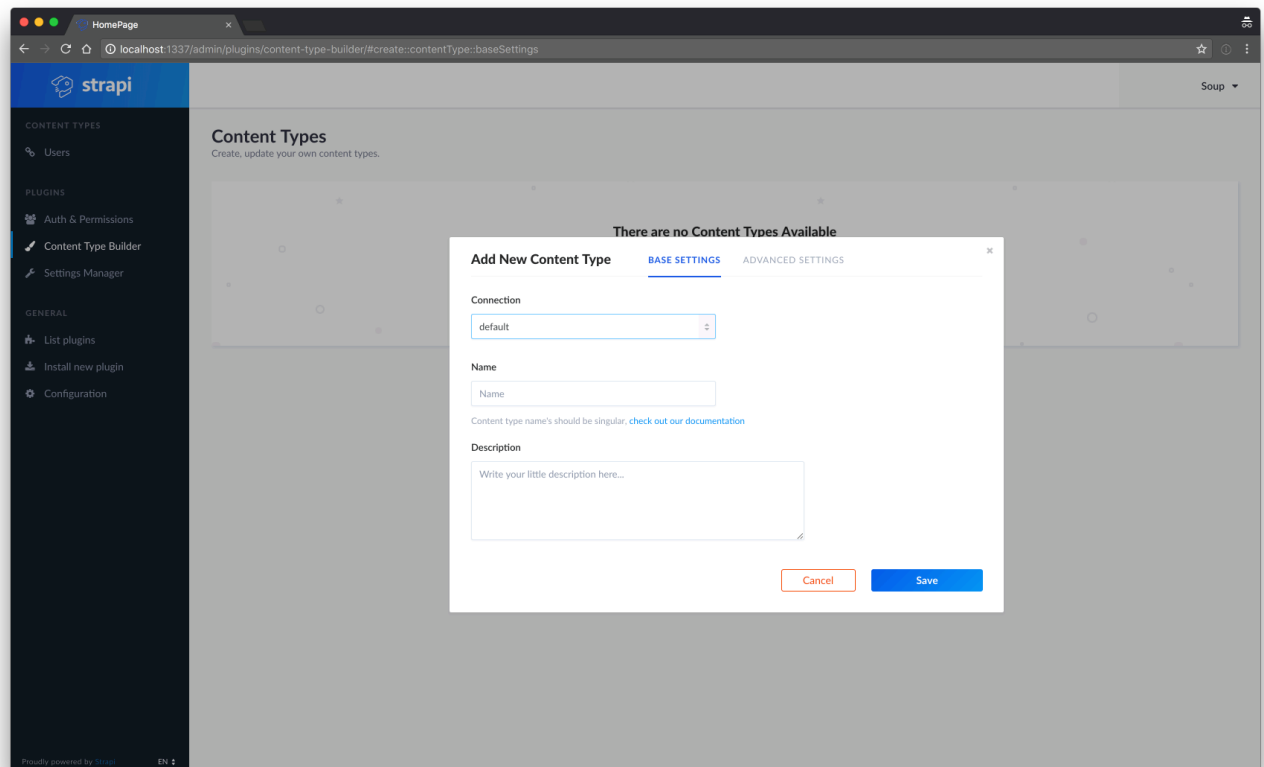 HomePage
localhost:1337/admin/plugins/content-type-builder/#create::contentType::baseSettings
strapi
Soup
CONTENT TYPES
Users
PLUGINS
Auth & Permissions
Content Type Builder
Settings Manager
GENERAL
List plugins
Install new plugin
Configuration
Proudly powered by Strapi
EN
Content Types
Create, update your own content types.
There are no Content Types Available
Add New Content Type
BASE SETTINGS
ADVANCED SETTINGS
Connection
default
Name
Name
Content type name's should be singular, check out our documentation
Description
Write your little description here...
Cancel
Save